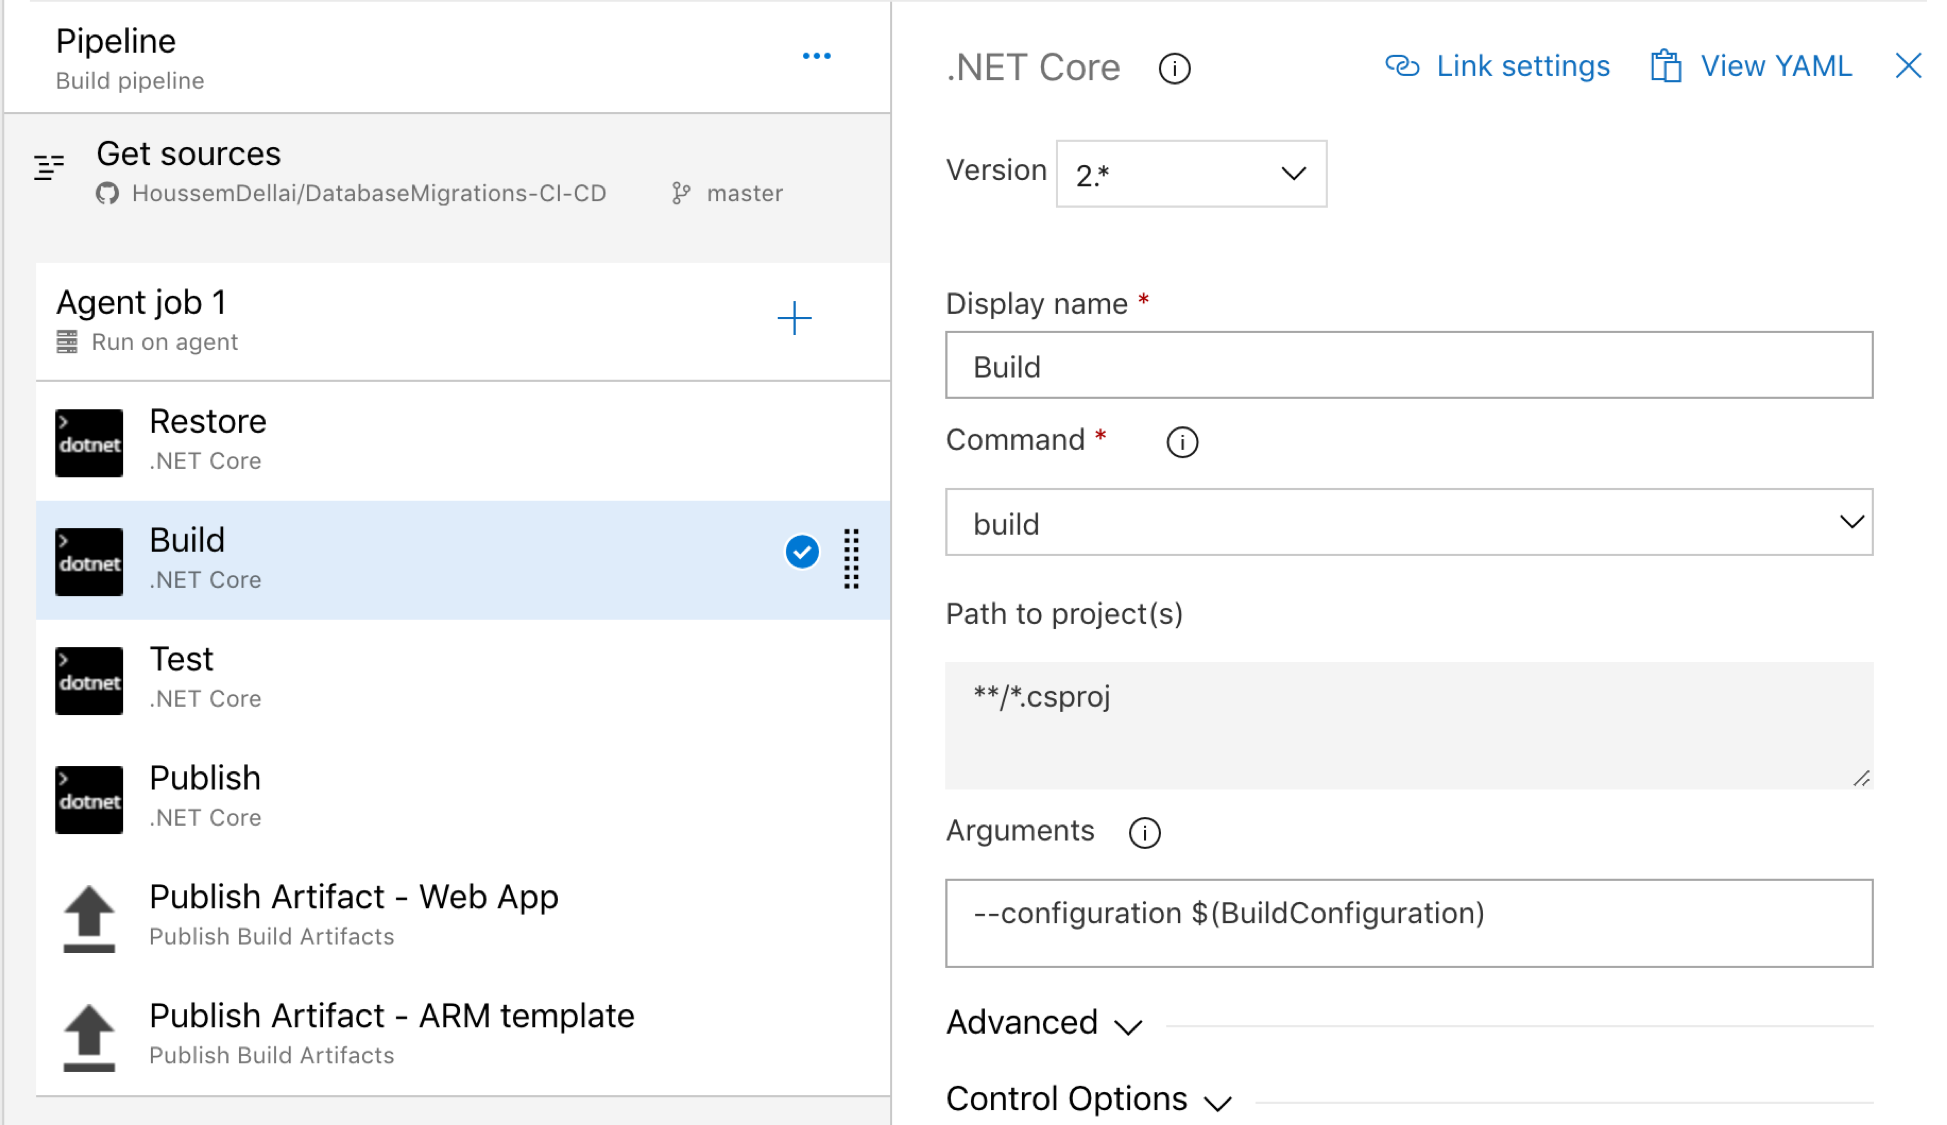 Pipeline
Build pipeline
Get sources
HoussemDellai/DatabaseMigrations-CI-CD master
Agent job 1
Run on agent
> dotnet
Restore
.NET Core
> dotnet
Build
.NET Core
> dotnet
Test
.NET Core
> dotnet
Publish
.NET Core
Publish Artifact - Web App
Publish Build Artifacts
Publish Artifact - ARM template
Publish Build Artifacts
.NET Core
Link settings
View YAML
Version 2.*
Display name *
Build
Command *
build
Path to project(s)
**/*.csproj
Arguments
--configuration $(BuildConfiguration)
Advanced
Control Options